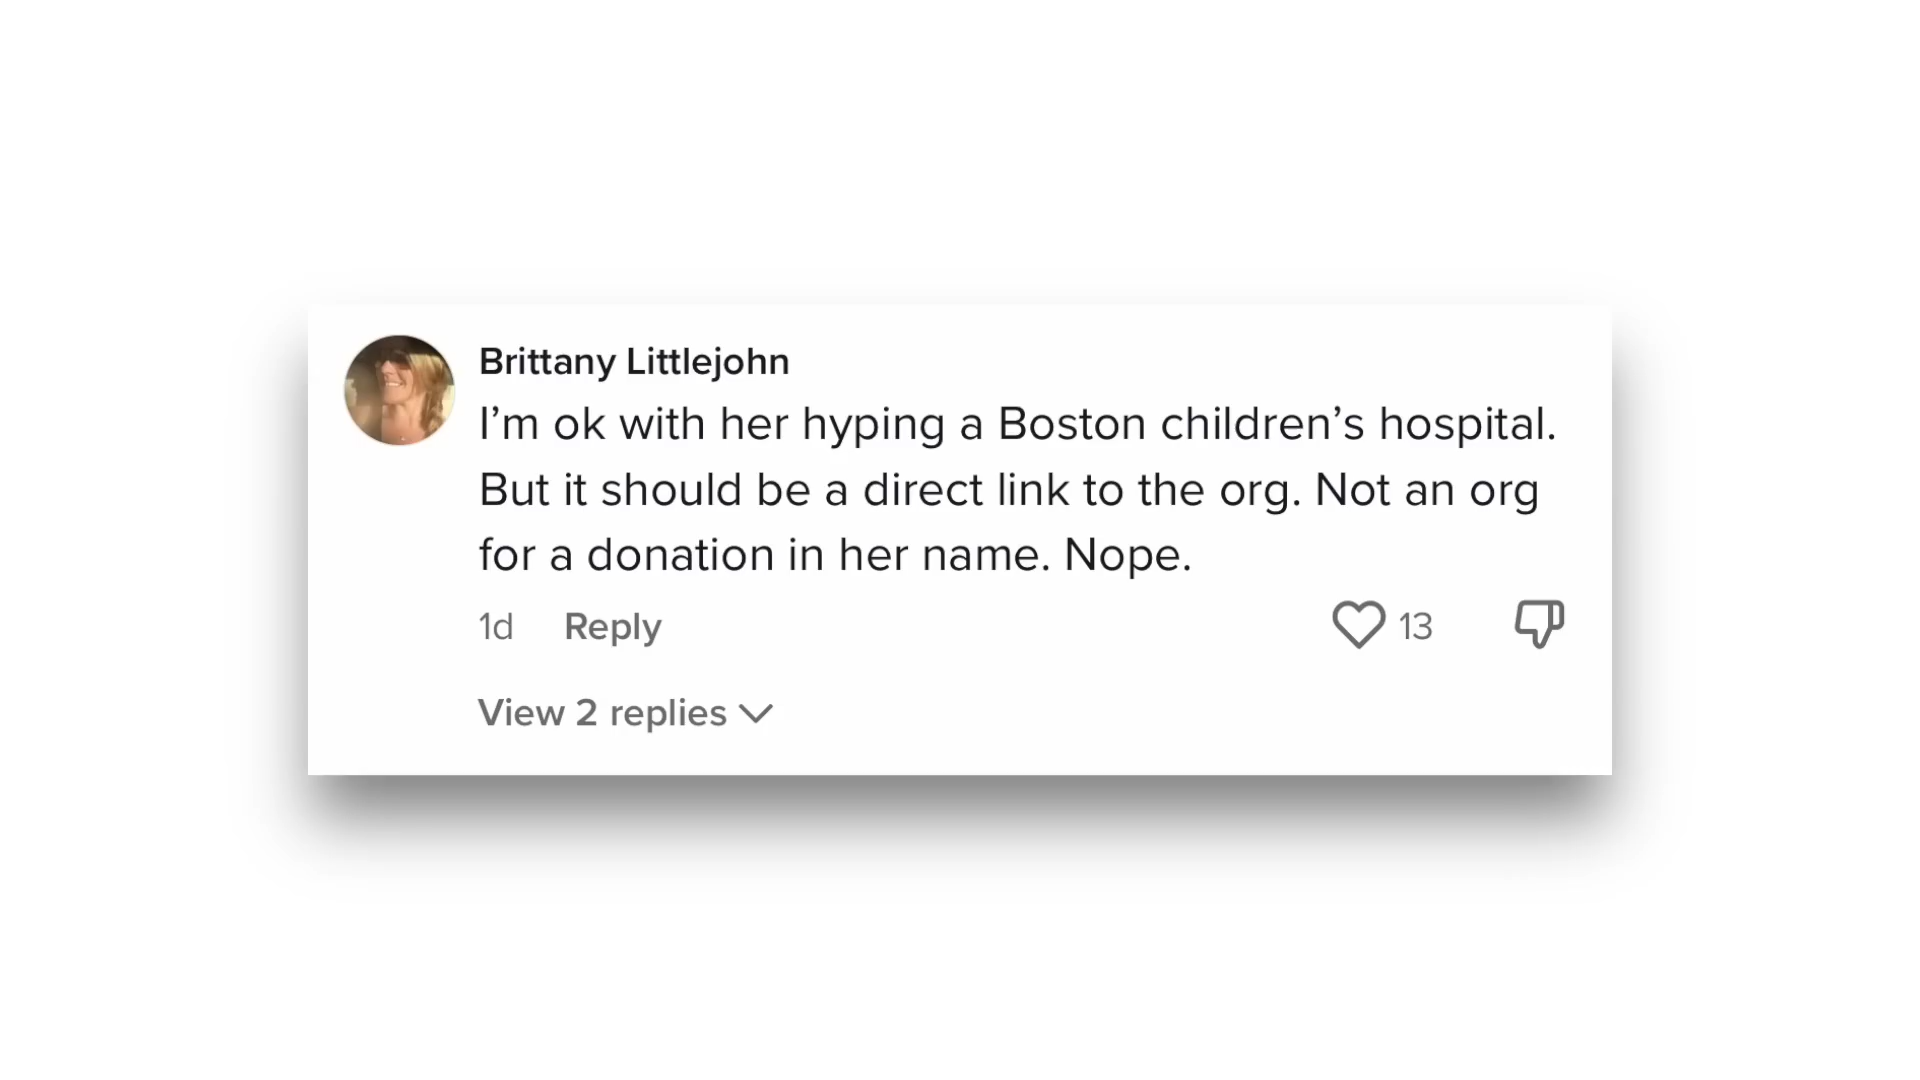 Brittany Littlejohn
I’m ok with her hyping a Boston children’s hospital.
But it should be a direct link to the org. Not an org
for a donation in her name. Nope.
1d Reply 13
View 2 replies